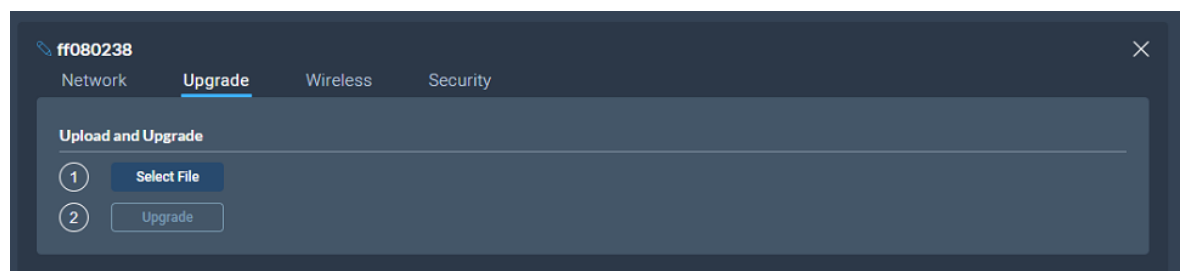 ff080238
Network Upgrade Wireless Security
Upload and Upgrade
1 Select File
2 Upgrade